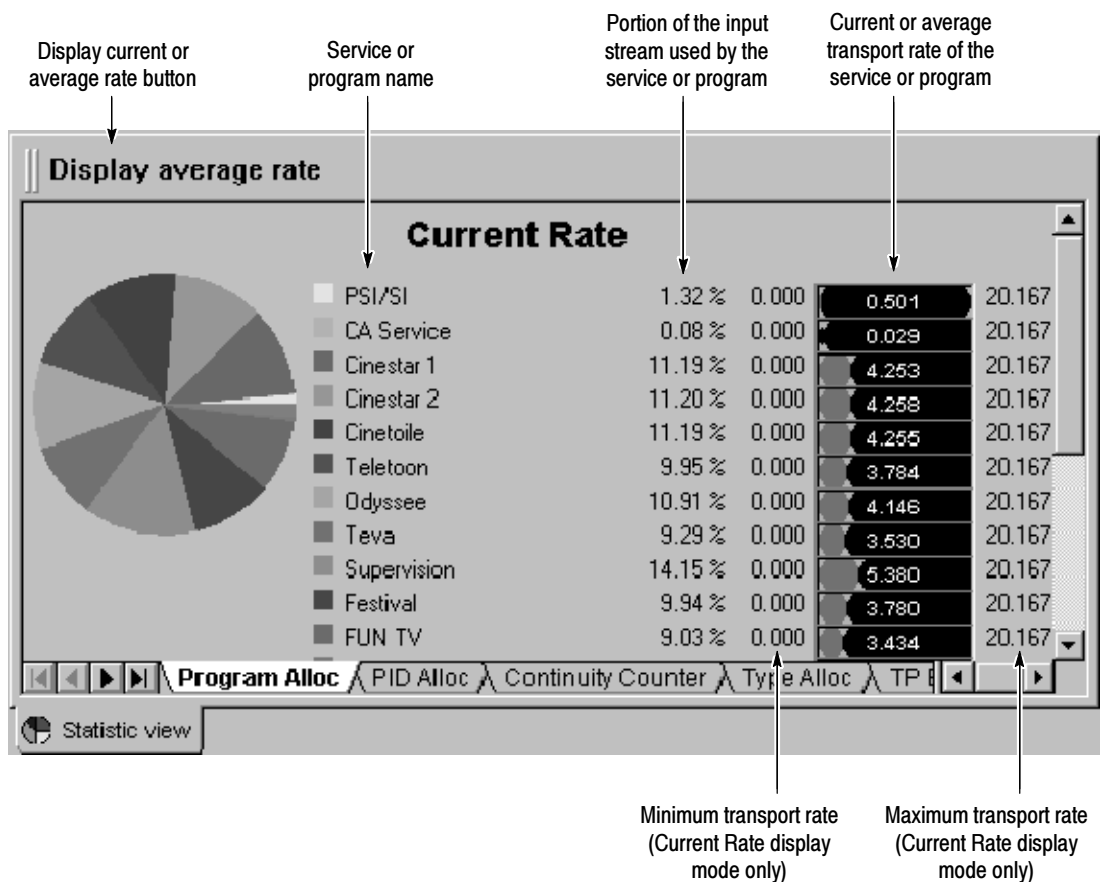 Display current or
average rate button
Service or
program name
Portion of the input
stream used by the
service or program
Current or average
transport rate of the
service or program
Display average rate
Current Rate
PSI/SI 1.32 % 0.000 0.501 20.167
CA Service 0.08 % 0.000 0.029 20.167
Cinestar 1 11.19 % 0.000 4.253 20.167
Cinestar 2 11.20 % 0.000 4.258 20.167
Cinetoile 11.19 % 0.000 4.255 20.167
Teletoon 9.95 % 0.000 3.784 20.167
Odyssee 10.91 % 0.000 4.146 20.167
Teva 9.29 % 0.000 3.530 20.167
Supervision 14.15 % 0.000 5.380 20.167
Festival 9.94 % 0.000 3.780 20.167
FUN TV 9.03 % 0.000 3.434 20.167
Program Alloc PID Alloc Continuity Counter Type Alloc TP
Statistic view
Minimum transport rate
(Current Rate display
mode only)
Maximum transport rate
(Current Rate display
mode only)